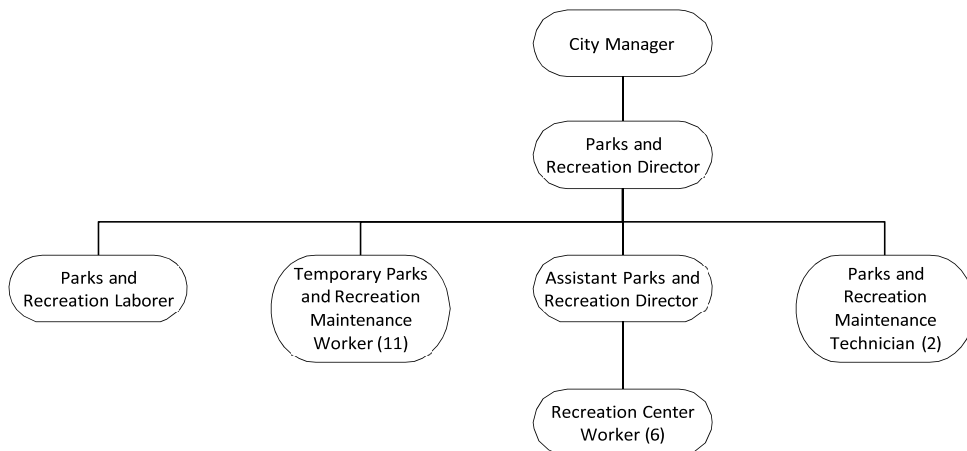 City Manager
Parks and
Recreation Director
Parks and
Recreation Laborer
Temporary Parks
and Recreation
Maintenance
Worker (11)
Assistant Parks and
Recreation Director
Parks and
Recreation
Maintenance
Technician (2)
Recreation Center
Worker (6)